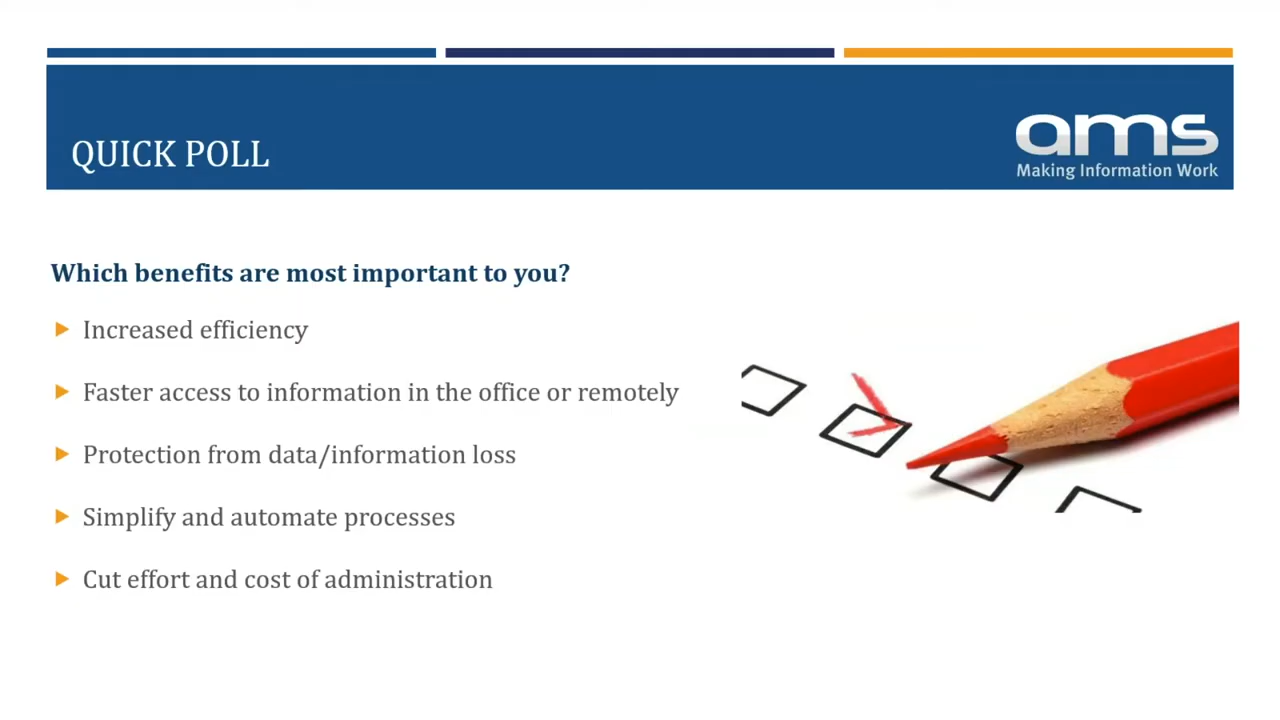 QUICK POLL
ams
Making Information Work
Which benefits are most important to you?
Increased efficiency
Faster access to information in the office or remotely
Protection from data/information loss
Simplify and automate processes
Cut effort and cost of administration